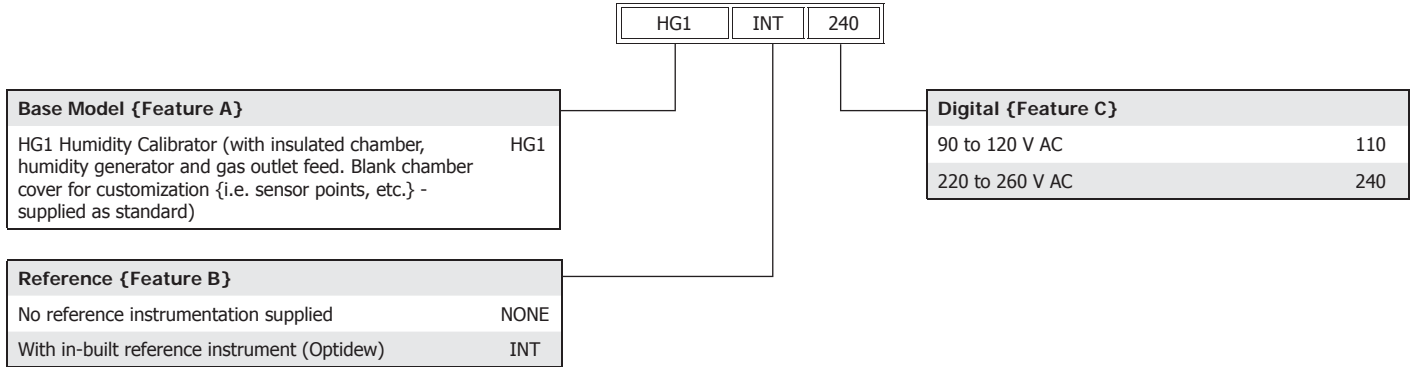 HG1 INT 240
Base Model {Feature A}
HG1 Humidity Calibrator (with insulated chamber, HG1
humidity generator and gas outlet feed. Blank chamber
cover for customization {i.e. sensor points, etc.} -
supplied as standard)
Reference {Feature B}
No reference instrumentation supplied NONE
With in-built reference instrument (Optidew) INT
Digital {Feature C}
90 to 120 V AC 110
220 to 260 V AC 240